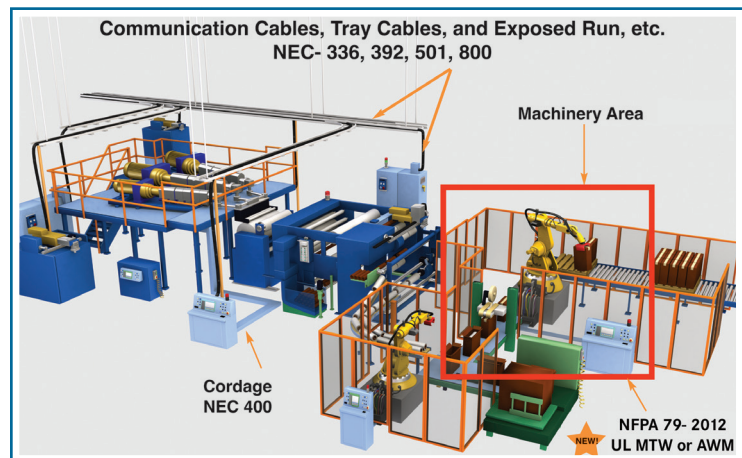 Communication Cables, Tray Cables, and Exposed Run, etc.
NEC- 336, 392, 501, 800
Machinery Area
Cordage
NEC 400
NEW!
NFPA 79- 2012
UL MTW or AWM